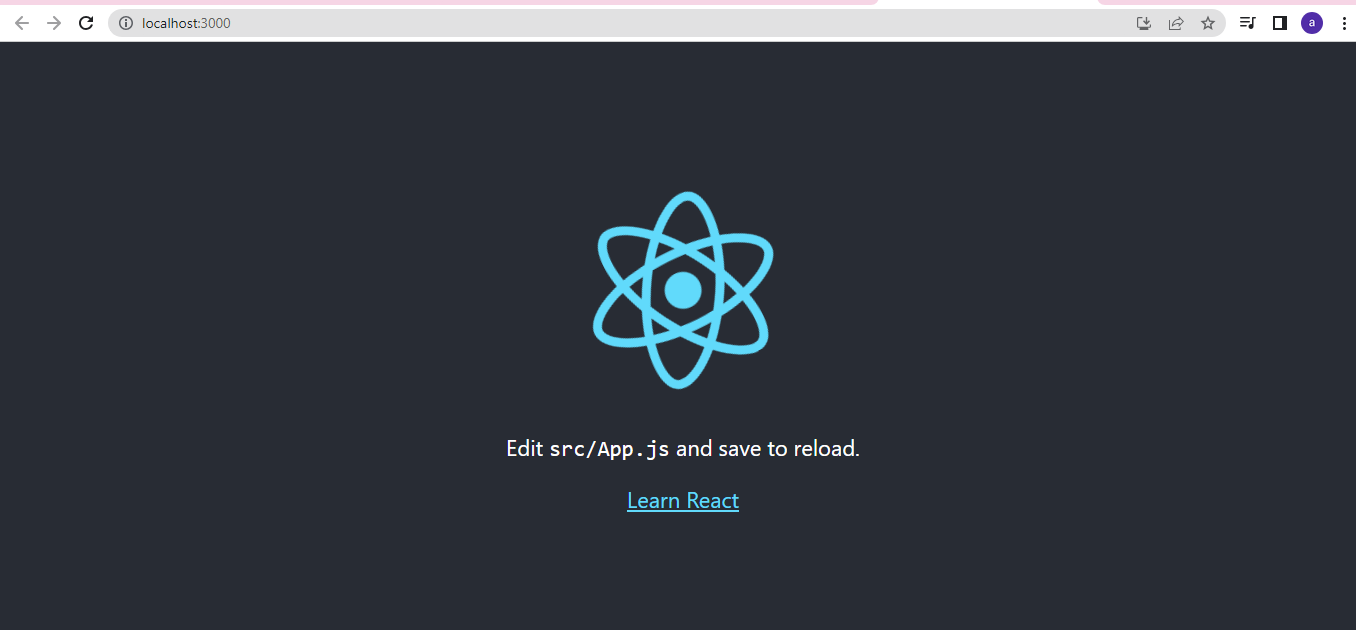 localhost:3000
a
Edit src/App.js and save to reload.
Learn React